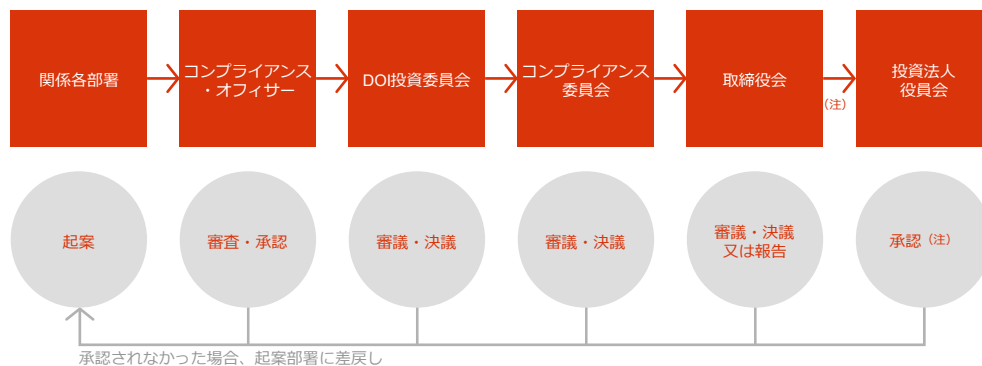 関係各部署
コンプライアンス
・オフィサー
DOI投資委員会
コンプライアンス
委員会
取締役会
（注）
投資法人
役員会
起案
審査・承認
審議・決議
審議・決議
審議・決議
又は報告
承認（注）
承認されなかった場合、起案部署に差戻し